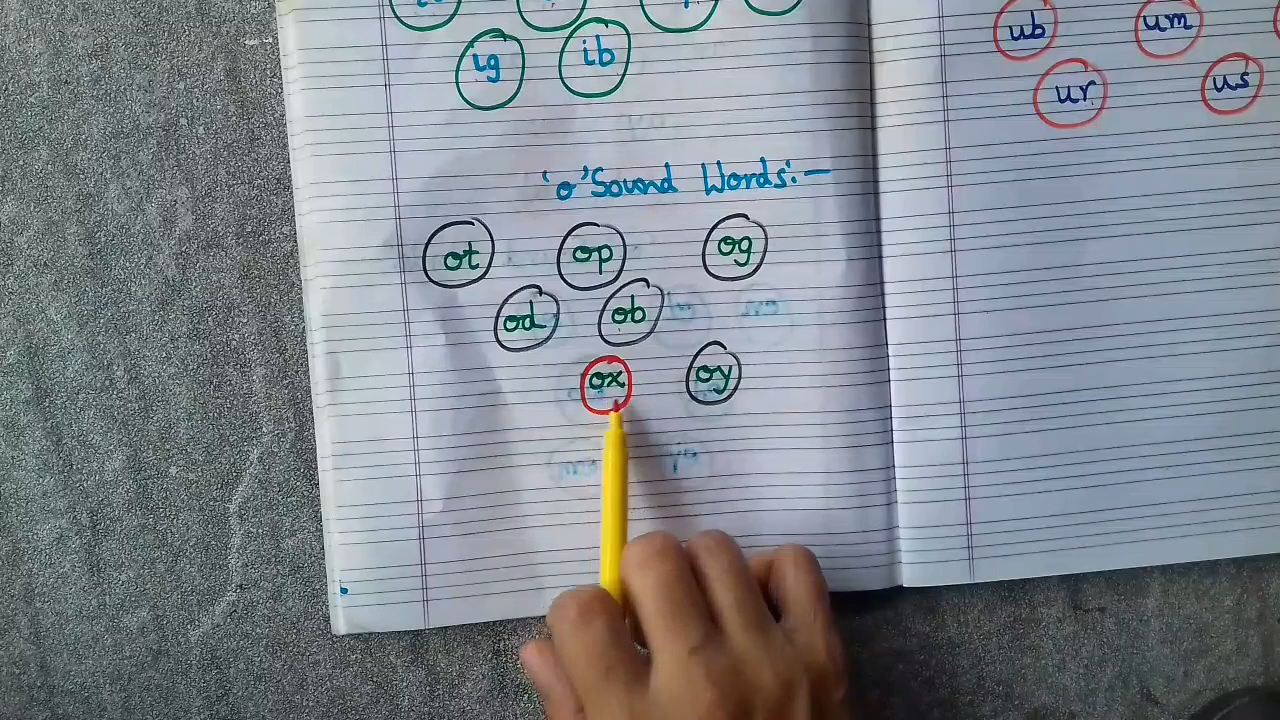 ig ib
'o' Sound Words:-
ot op og
od ob
ox oy
ub um
ur us